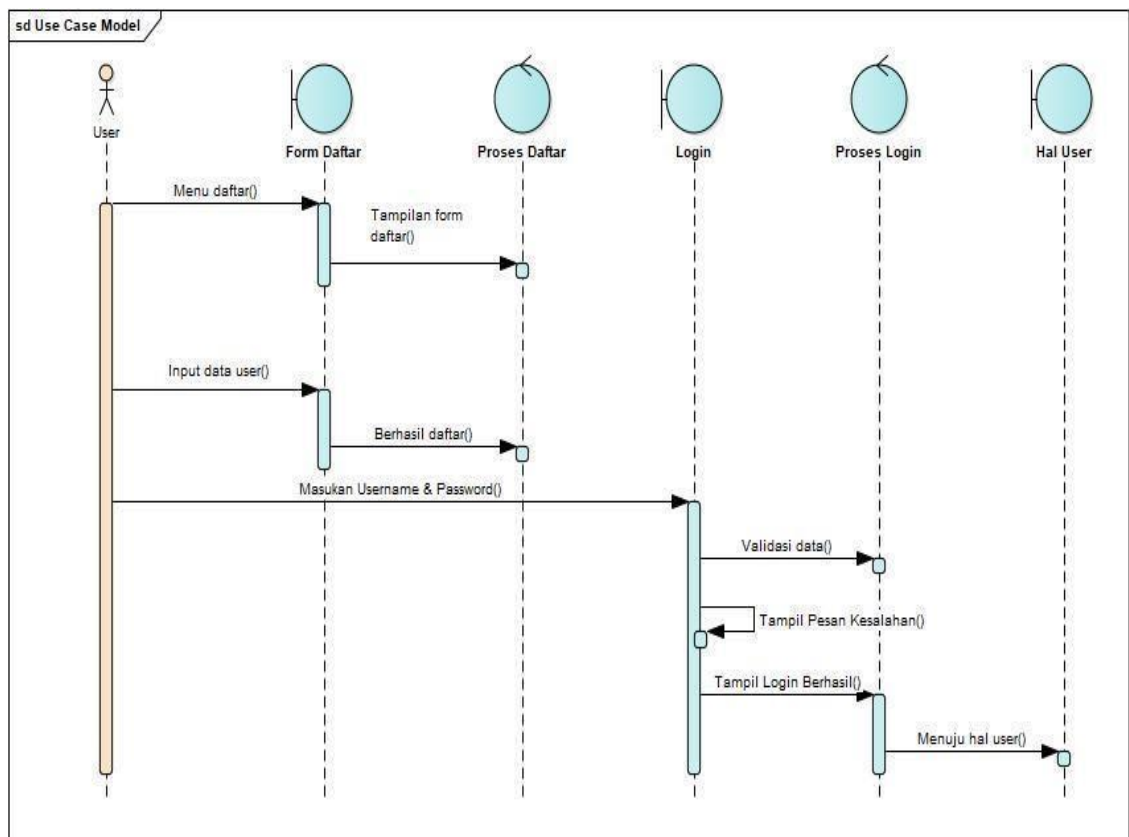 sd Use Case Model
User
Form Daftar
Proses Daftar
Login
Proses Login
Hal User
Menu daftar()
Tampilan form
daftar()
Input data user()
Berhasil daftar()
Masukan Username & Password()
Validasi data()
Tampil Pesan Kesalahan()
Tampil Login Berhasil()
Menuju hal user()